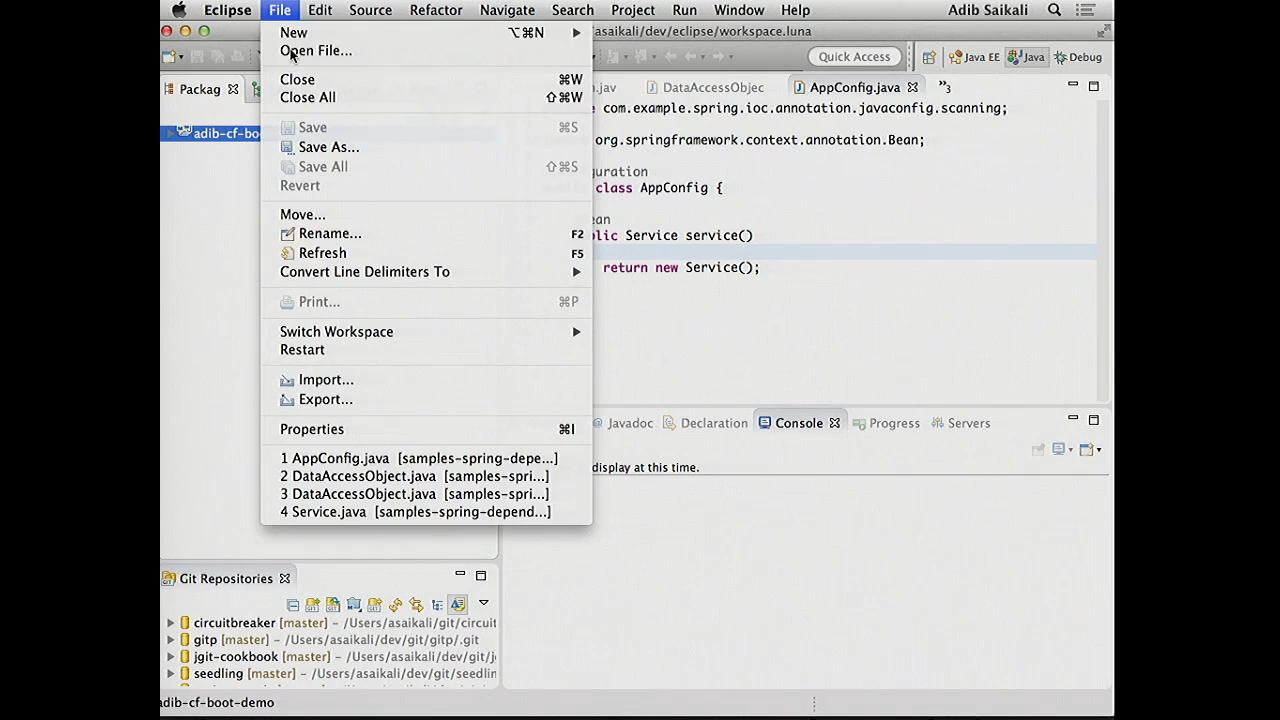 Eclipse File Edit Source Refactor Navigate Search Project Run Window Help Adib Saikali
asaikali/dev/eclipse/workspace.luna
Quick Access Java EE Java Debug
Packag DataAccessObjec AppConfig.java »3
New ⌥⌘N
Open File...
Close ⌘W
Close All ⇧⌘W
Save ⌘S
Save As...
Save All ⇧⌘S
Revert
Move...
Rename... F2
Refresh F5
Convert Line Delimiters To
Print... ⌘P
Switch Workspace
Restart
Import...
Export...
Properties ⌘I
1 AppConfig.java [samples-spring-depe...]
2 DataAccessObject.java [samples-spri...]
3 DataAccessObject.java [samples-spri...]
4 Service.java [samples-spring-depend...]
adib-cf-bo
com.example.spring.ioc.annotation.javaconfig.scanning;
org.springframework.context.annotation.Bean;
guration
class AppConfig {
ean
blic Service service()
return new Service();
Javadoc Declaration Console Progress Servers
display at this time.
Git Repositories
circuitbreaker [master] - /Users/asaikali/git/circuit
gitp [master] - /Users/asaikali/dev/git/gitp/.git
jgit-cookbook [master] - /Users/asaikali/dev/git/jg
seedling [master] - /Users/asaikali/dev/git/seedlin
adib-cf-boot-demo